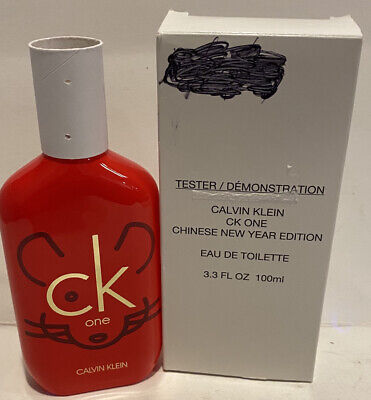 ck
one
CALVIN KLEIN
TESTER / DÉMONSTRATION
CALVIN KLEIN
CK ONE
CHINESE NEW YEAR EDITION
EAU DE TOILETTE
3.3 FL OZ 100ml